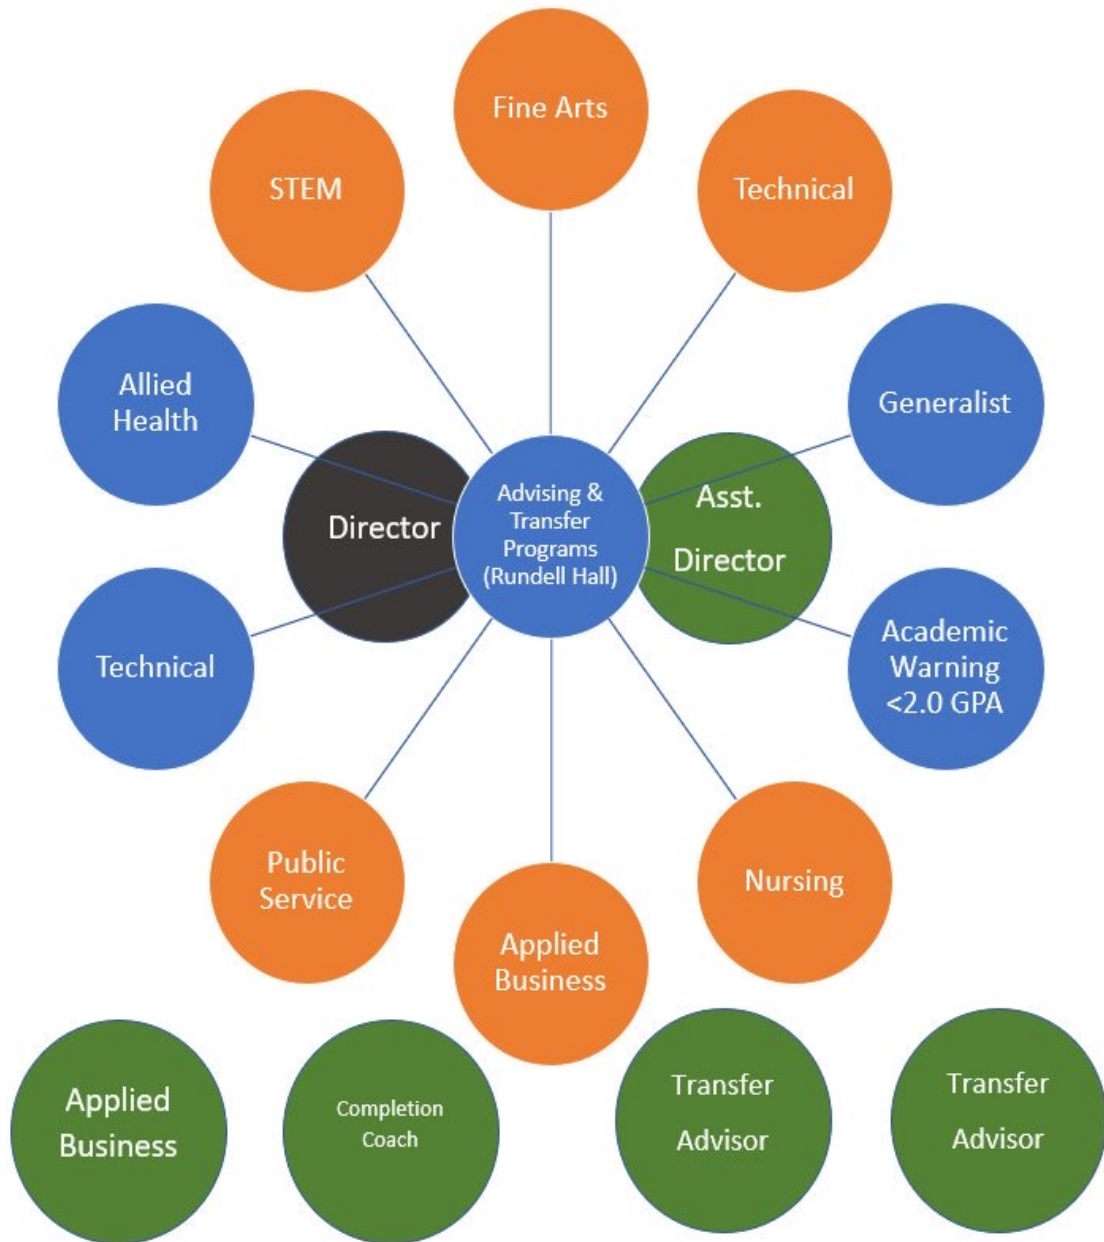 Fine Arts
STEM
Technical
Allied
Health
Generalist
Director
Advising &
Transfer
Programs
(Rundell Hall)
Asst.
Director
Technical
Academic
Warning
<2.0 GPA
Public
Service
Applied
Business
Nursing
Applied
Business
Completion
Coach
Transfer
Advisor
Transfer
Advisor